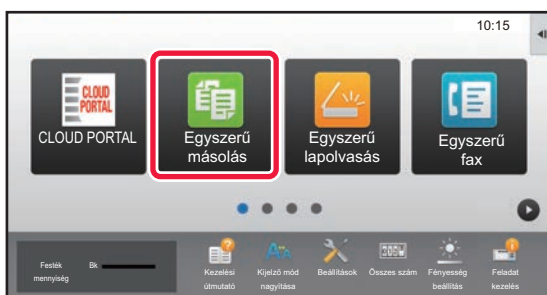 10:15
CLOUD
PORTAL
CLOUD PORTAL
Egyszerű
másolás
Egyszerű
lapolvasás
Egyszerű
fax
Festék
mennyiség
Bk
Kezelési
útmutató
Kijelző mód
nagyítása
Beállítások
Összes szám
Fényesség
beállítás
Feladat
kezelés